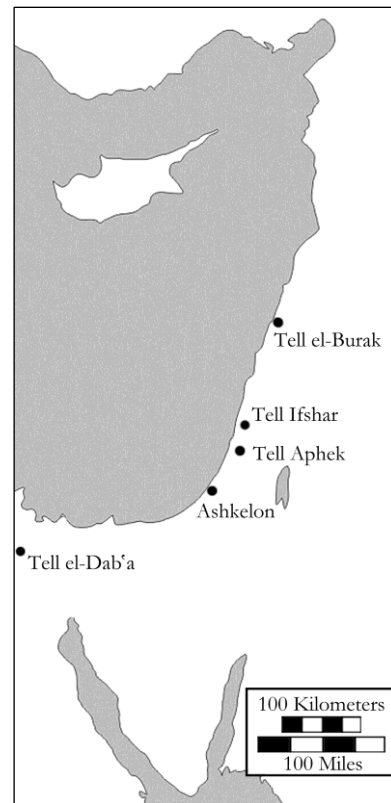 Tell el-Burak
Tell Ifshar
Tell Aphek
Ashkelon
Tell el-Dabʿa
100 Kilometers
100 Miles